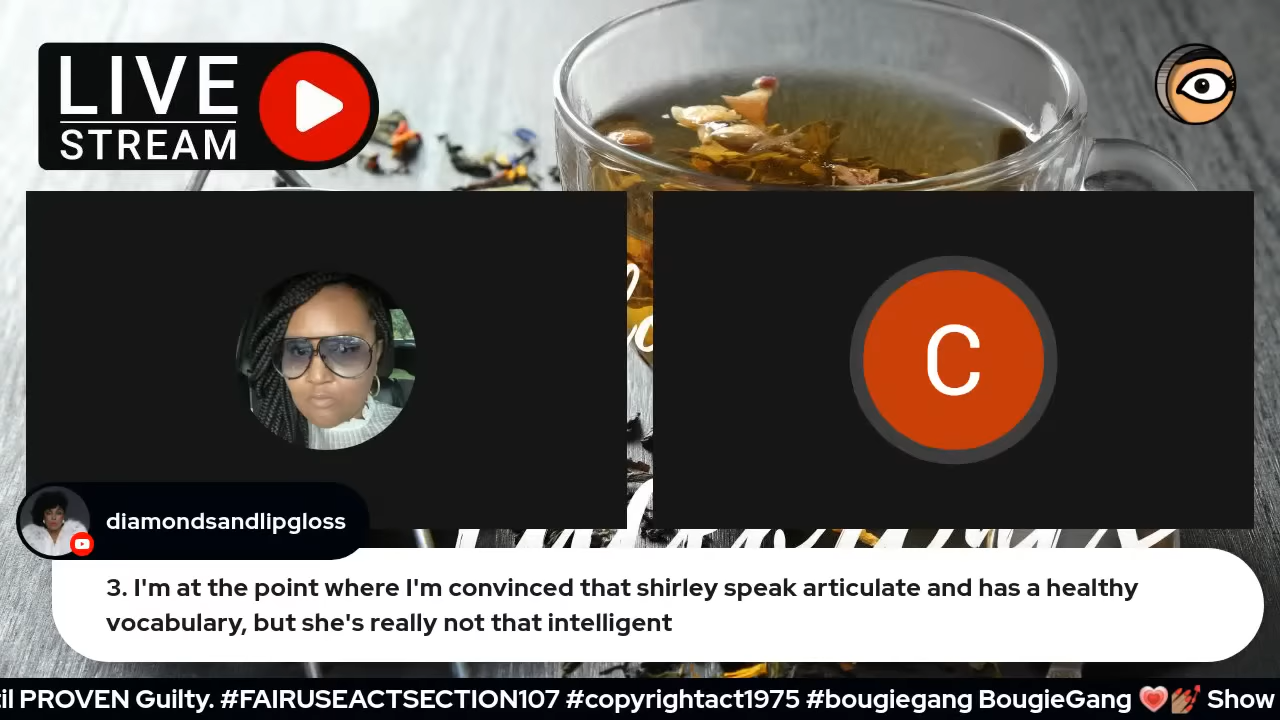 LIVE
STREAM
C
diamondsandlipgloss
3. I'm at the point where I'm convinced that shirley speak articulate and has a healthy
vocabulary, but she's really not that intelligent
PROVEN Guilty. #FAIRUSEACTSECTION107 #copyrightact1975 #bougiegang BougieGang 💗💅🏽 Show